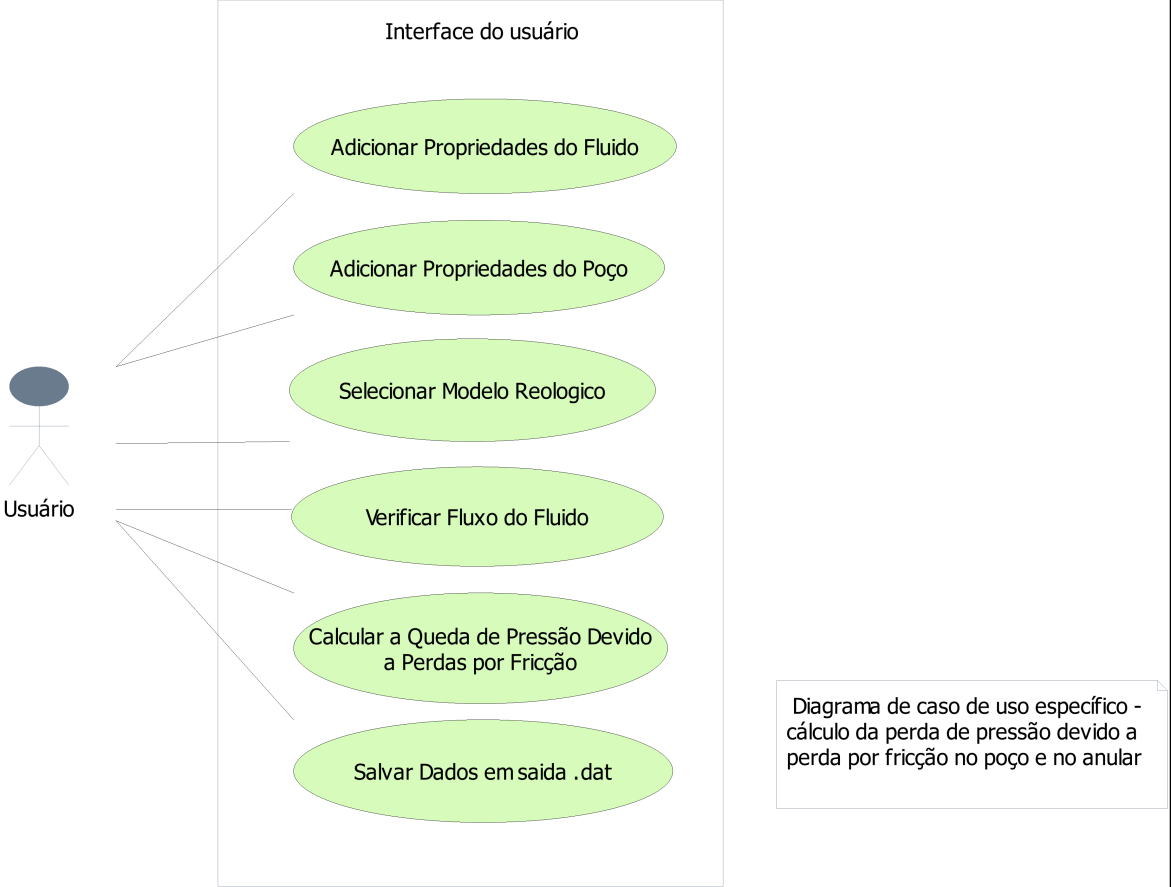 Interface do usuário
Adicionar Propriedades do Fluido
Adicionar Propriedades do Poço
Selecionar Modelo Reologico
Verificar Fluxo do Fluido
Usuário
Calcular a Queda de Pressão Devido
a Perdas por Fricção
Salvar Dados em saida .dat
Diagrama de caso de uso específico -
cálculo da perda de pressão devido a
perda por fricção no poço e no anular